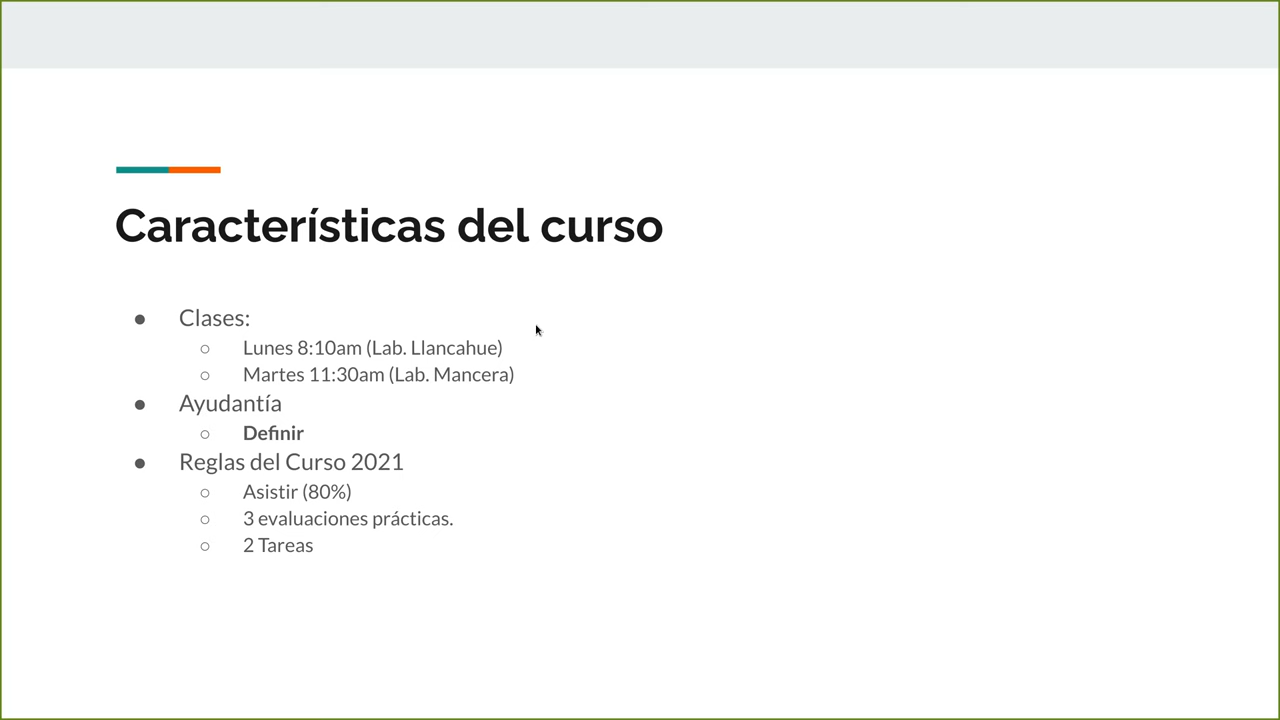 Características del curso
● Clases:
○ Lunes 8:10am (Lab. Llancahue)
○ Martes 11:30am (Lab. Mancera)
● Ayudantía
○ Definir
● Reglas del Curso 2021
○ Asistir (80%)
○ 3 evaluaciones prácticas.
○ 2 Tareas